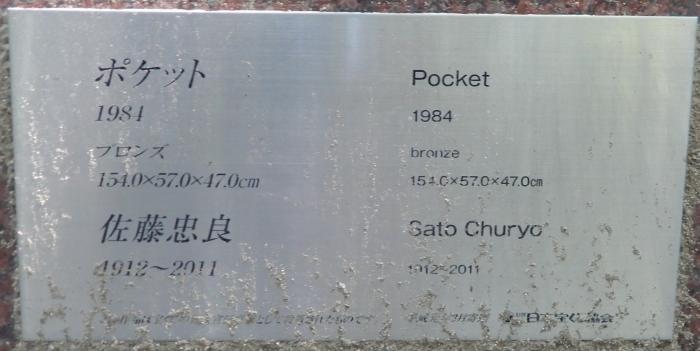 ポケット
1984
ブロンズ
154.0×57.0×47.0cm
佐藤忠良
1912〜2011
Pocket
1984
bronze
154.0×57.0×47.0cm
Sato Churyo
1912~2011